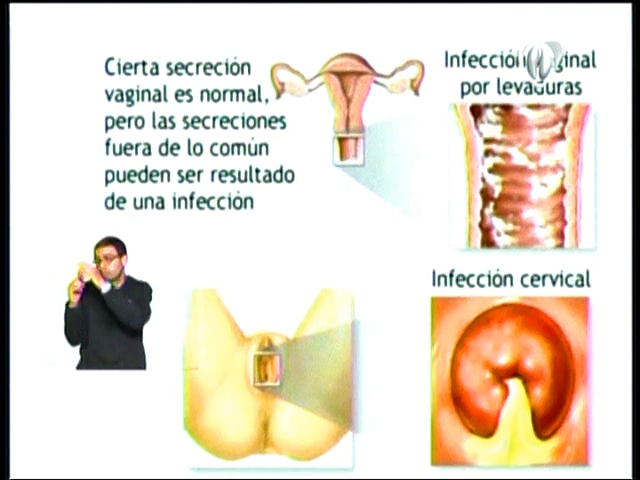 Cierta secreción
vaginal es normal,
pero las secreciones
fuera de lo común
pueden ser resultado
de una infección
Infección
por levaduras
Infección cervical